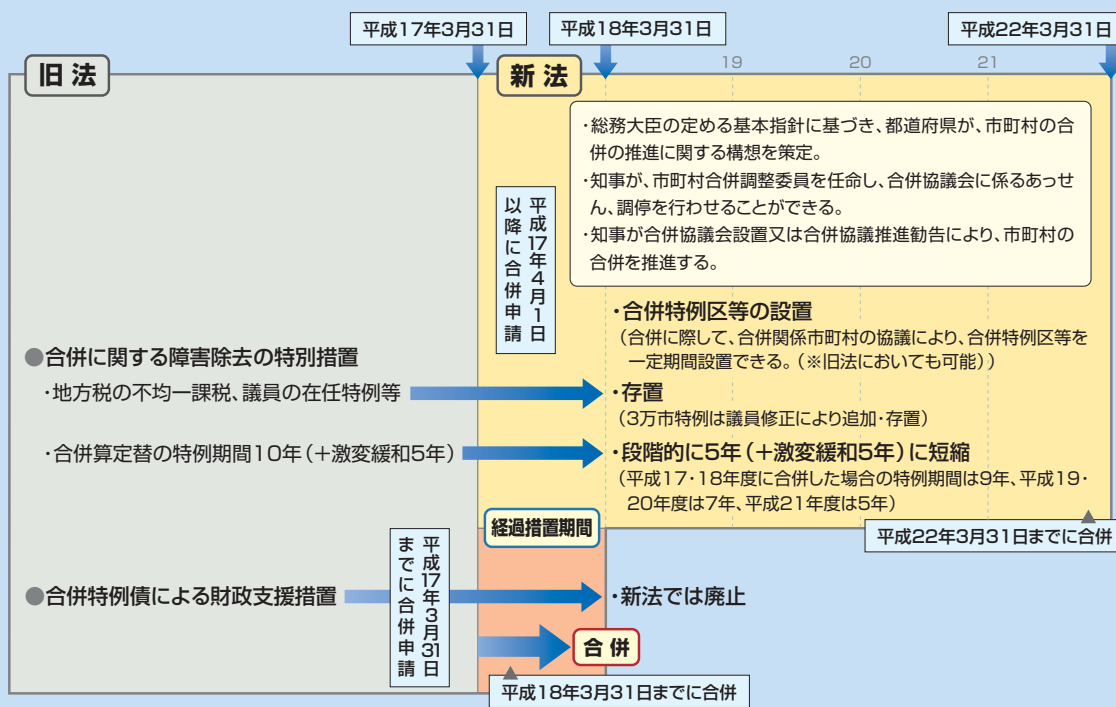 平成17年3月31日
平成18年3月31日
平成22年3月31日
旧法
新法
19
20
21
・総務大臣の定める基本指針に基づき、都道府県が、市町村の合
併の推進に関する構想を策定。
・知事が、市町村合併調整委員を任命し、合併協議会に係るあっせ
ん、調停を行わせることができる。
・知事が合併協議会設置又は合併協議推進勧告により、市町村の
合併を推進する。
平成17年4月1日
以降に合併申請
・合併特例区等の設置
(合併に際して、合併関係市町村の協議により、合併特例区等を
一定期間設置できる。(※旧法においても可能))
●合併に関する障害除去の特別措置
・地方税の不均一課税、議員の在任特例等
・存置
(3万市特例は議員修正により追加・存置)
・合併算定替の特例期間10年(+激変緩和5年)
・段階的に5年(+激変緩和5年)に短縮
(平成17・18年度に合併した場合の特例期間は9年、平成19・
20年度は7年、平成21年度は5年)
経過措置期間
平成22年3月31日までに合併
平成17年3月31日
までに合併申請
●合併特例債による財政支援措置
・新法では廃止
合併
平成18年3月31日までに合併